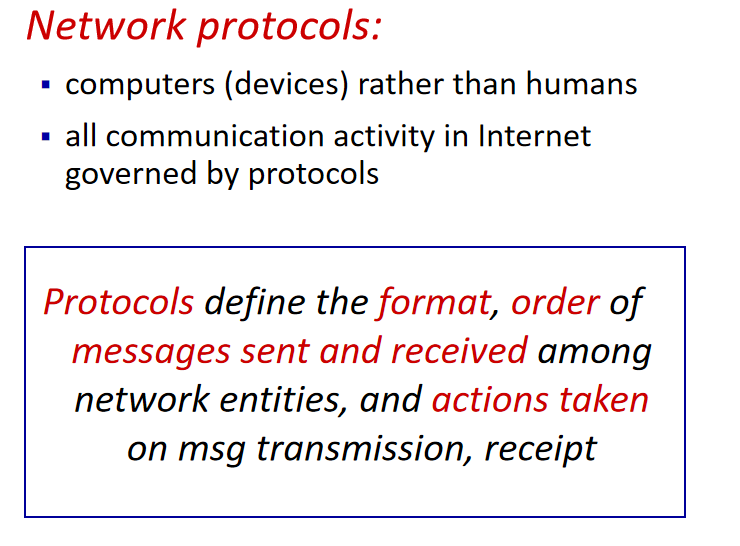 Network protocols:
▪ computers (devices) rather than humans
▪ all communication activity in Internet
governed by protocols
Protocols define the format, order of
messages sent and received among
network entities, and actions taken
on msg transmission, receipt